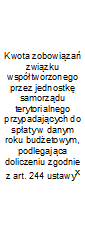 Kwota zobowiązań
związku
współtworzonego
przez jednostkę
samorządu
terytorialnego
przypadających do
spłaty w danym
roku budżetowym,
podlegająca
doliczeniu zgodnie
z art. 244 ustawy x